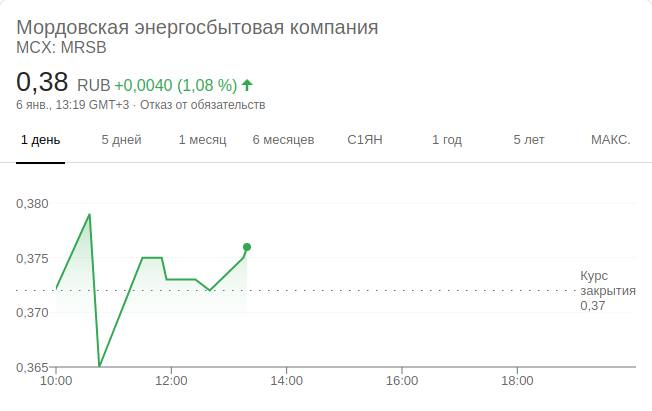 Мордовская энергосбытовая компания
MCX: MRSB
0,38 RUB +0,0040 (1,08 %)
6 янв., 13:19 GMT+3 · Отказ от обязательств
1 день 5 дней 1 месяц 6 месяцев С1ЯН 1 год 5 лет МАКС.
0,380
0,375
Курс
закрытия
0,37
0,370
0,365
10:00 12:00 14:00 16:00 18:00